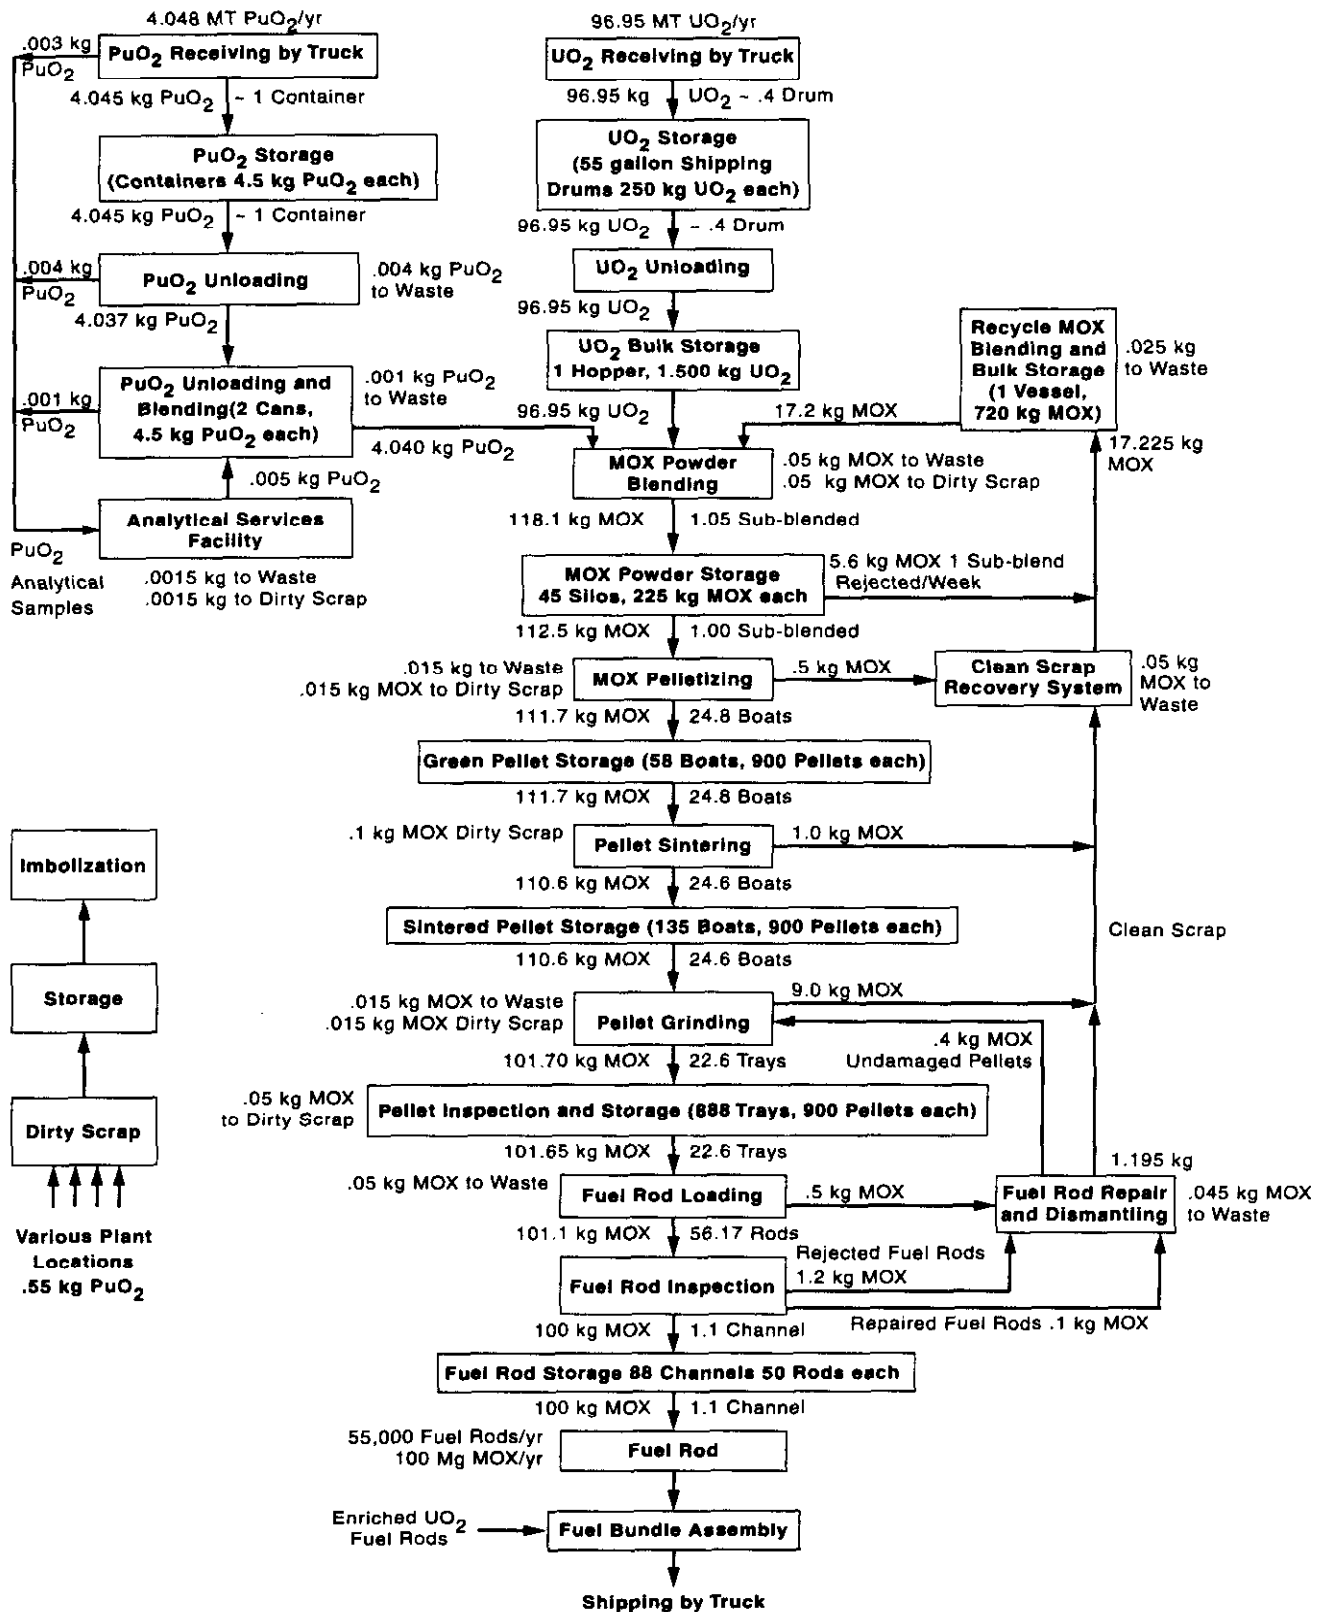 4.048 MT PuO2/yr
PuO2 Receiving by Truck
.003 kg
PuO2
4.045 kg PuO2 ~ 1 Container
PuO2 Storage
(Containers 4.5 kg PuO2 each)
4.045 kg PuO2 ~ 1 Container
.004 kg
PuO2
PuO2 Unloading
.004 kg PuO2
to Waste
4.037 kg PuO2
.001 kg
PuO2
PuO2 Unloading and
Blending(2 Cans,
4.5 kg PuO2 each)
.001 kg PuO2
to Waste
4.040 kg PuO2
.005 kg PuO2
Analytical Services
Facility
PuO2
Analytical
Samples
.0015 kg to Waste
.0015 kg to Dirty Scrap
96.95 MT UO2/yr
UO2 Receiving by Truck
96.95 kg UO2 ~ .4 Drum
UO2 Storage
(55 gallon Shipping
Drums 250 kg UO2 each)
96.95 kg UO2 ~ .4 Drum
UO2 Unloading
96.95 kg UO2
UO2 Bulk Storage
1 Hopper, 1.500 kg UO2
96.95 kg UO2
17.2 kg MOX
Recycle MOX
Blending and
Bulk Storage
(1 Vessel,
720 kg MOX)
.025 kg
to Waste
17.225 kg
MOX
MOX Powder
Blending
.05 kg MOX to Waste
.05 kg MOX to Dirty Scrap
118.1 kg MOX 1.05 Sub-blended
MOX Powder Storage
45 Silos, 225 kg MOX each
5.6 kg MOX 1 Sub-blend
Rejected/Week
112.5 kg MOX 1.00 Sub-blended
.015 kg to Waste
.015 kg MOX to Dirty Scrap
MOX Pelletizing
.5 kg MOX
Clean Scrap
Recovery System
.05 kg
MOX to
Waste
111.7 kg MOX 24.8 Boats
Green Pellet Storage (58 Boats, 900 Pellets each)
111.7 kg MOX 24.8 Boats
.1 kg MOX Dirty Scrap
Pellet Sintering
1.0 kg MOX
110.6 kg MOX 24.6 Boats
Sintered Pellet Storage (135 Boats, 900 Pellets each)
110.6 kg MOX 24.6 Boats
Clean Scrap
.015 kg MOX to Waste
.015 kg MOX Dirty Scrap
Pellet Grinding
9.0 kg MOX
.4 kg MOX
Undamaged Pellets
101.70 kg MOX 22.6 Trays
.05 kg MOX
to Dirty Scrap
Pellet Inspection and Storage (888 Trays, 900 Pellets each)
101.65 kg MOX 22.6 Trays
.05 kg MOX to Waste
Fuel Rod Loading
.5 kg MOX
1.195 kg
Fuel Rod Repair
and Dismantling
.045 kg MOX
to Waste
101.1 kg MOX 56.17 Rods
Fuel Rod Inspection
Rejected Fuel Rods
1.2 kg MOX
Repaired Fuel Rods .1 kg MOX
100 kg MOX 1.1 Channel
Fuel Rod Storage 88 Channels 50 Rods each
100 kg MOX 1.1 Channel
55,000 Fuel Rods/yr
100 Mg MOX/yr
Fuel Rod
Enriched UO2
Fuel Rods
Fuel Bundle Assembly
Shipping by Truck
Imbolization
Storage
Dirty Scrap
Various Plant
Locations
.55 kg PuO2